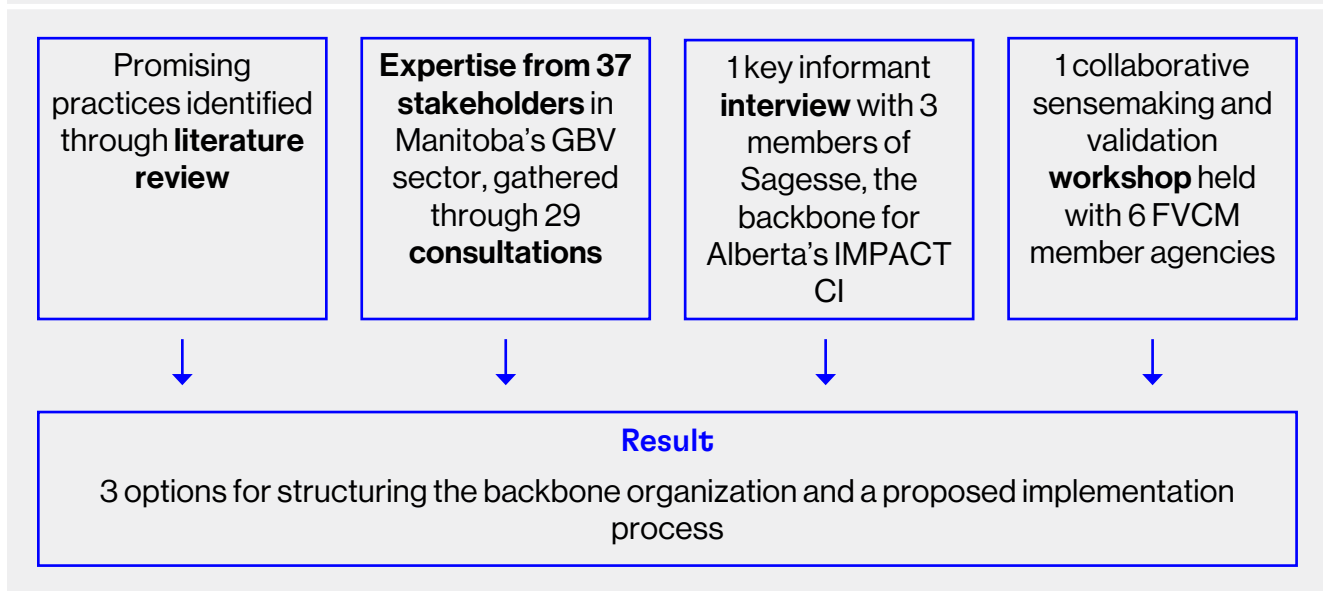 Promising
practices identified
through literature
review
Expertise from 37
stakeholders in
Manitoba's GBV
sector, gathered
through 29
consultations
1 key informant
interview with 3
members of
Sagesse, the
backbone for
Alberta's IMPACT
CI
1 collaborative
sensemaking and
validation
workshop held
with 6 FVCM
member agencies
Result
3 options for structuring the backbone organization and a proposed implementation
process